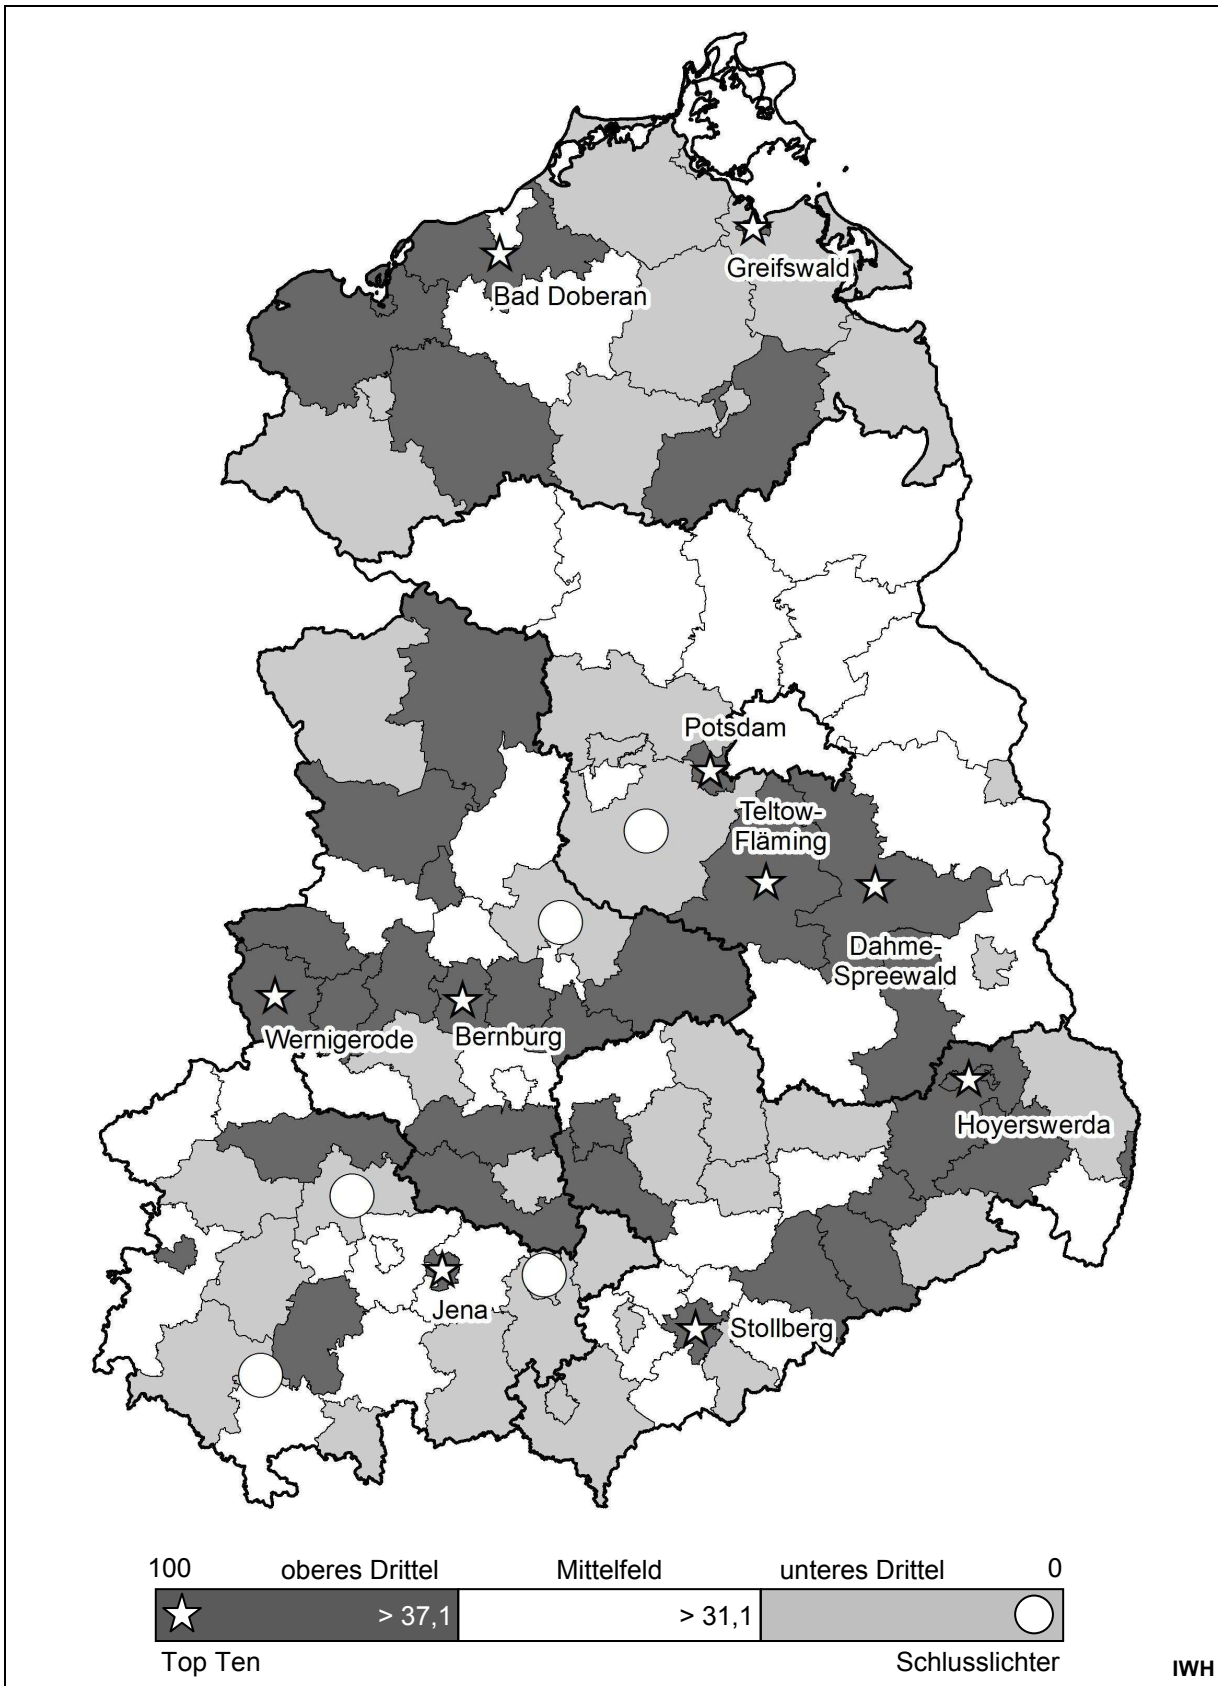 Greifswald
Bad Doberan
Potsdam
Teltow-
Fläming
Dahme-
Spreewald
Wernigerode
Bernburg
Hoyerswerda
Jena
Stollberg
100 oberes Drittel Mittelfeld unteres Drittel 0
> 37,1 > 31,1
Top Ten Schlusslichter
IWH